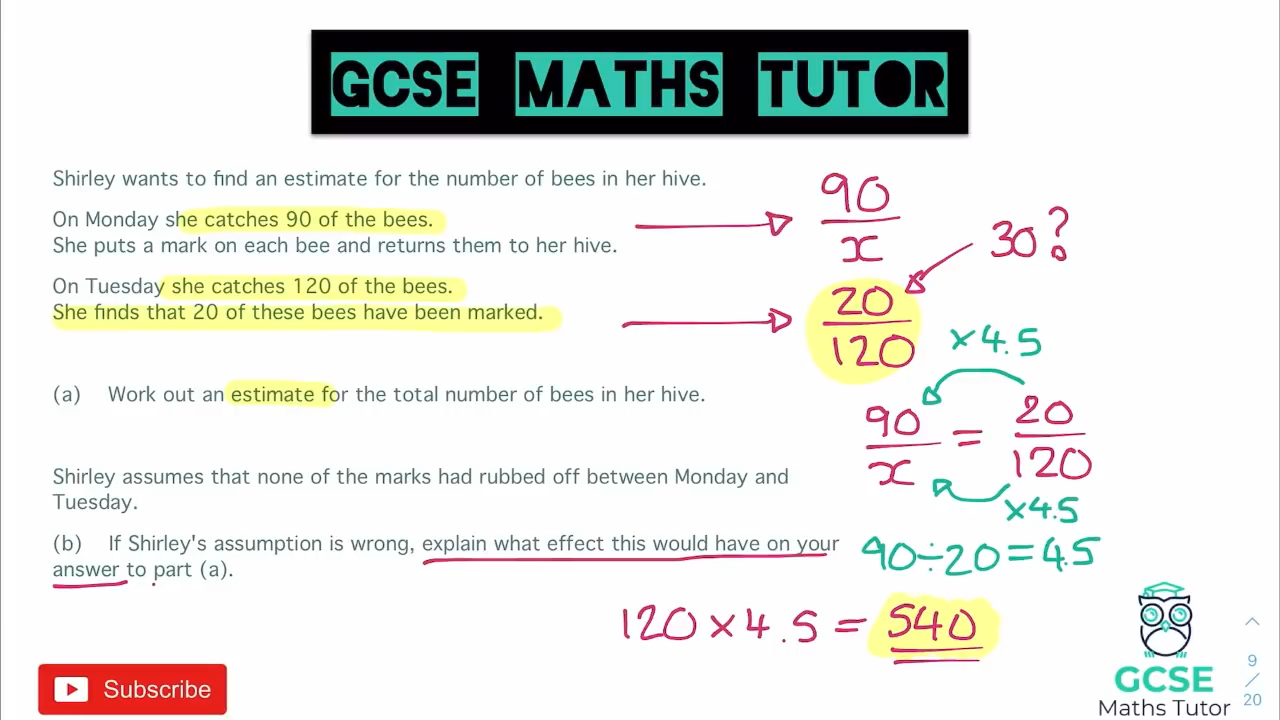 GCSE MATHS TUTOR
Shirley wants to find an estimate for the number of bees in her hive.
On Monday she catches 90 of the bees.
She puts a mark on each bee and returns them to her hive.
On Tuesday she catches 120 of the bees.
She finds that 20 of these bees have been marked.
(a) Work out an estimate for the total number of bees in her hive.
Shirley assumes that none of the marks had rubbed off between Monday and
Tuesday.
(b) If Shirley's assumption is wrong, explain what effect this would have on your
answer to part (a).
90
x
30?
20
120
×4.5
90 = 20
x 120
×4.5
90÷20=4.5
120×4.5=540
Subscribe
GCSE
Maths Tutor
9
/
20